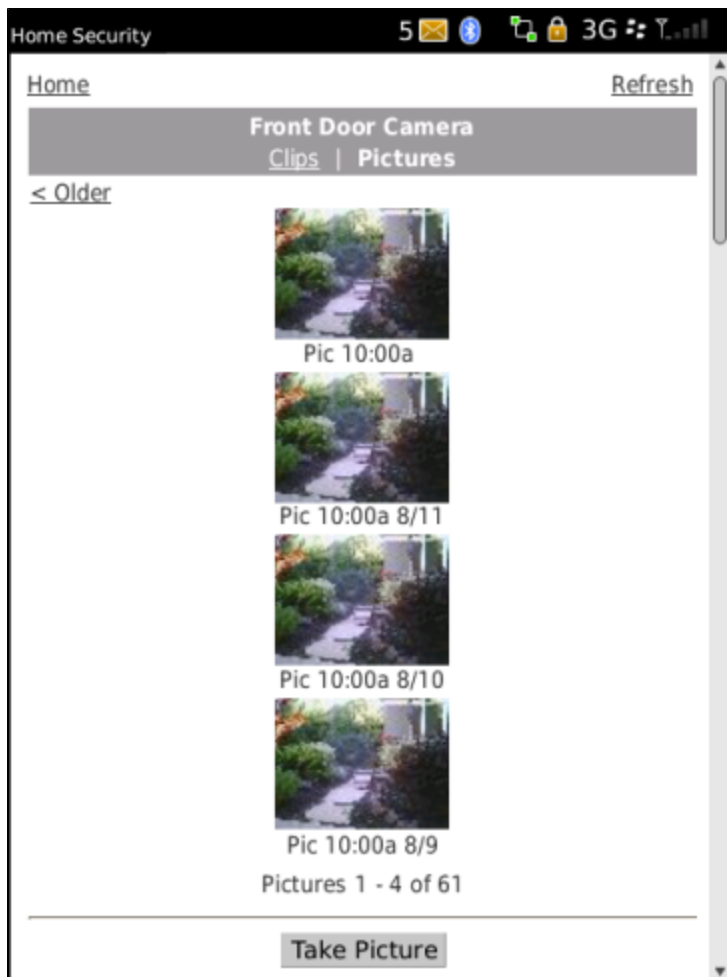 Home Security 5 3G
Home Refresh
Front Door Camera
Clips | Pictures
< Older
Pic 10:00a
Pic 10:00a 8/11
Pic 10:00a 8/10
Pic 10:00a 8/9
Pictures 1 - 4 of 61
Take Picture